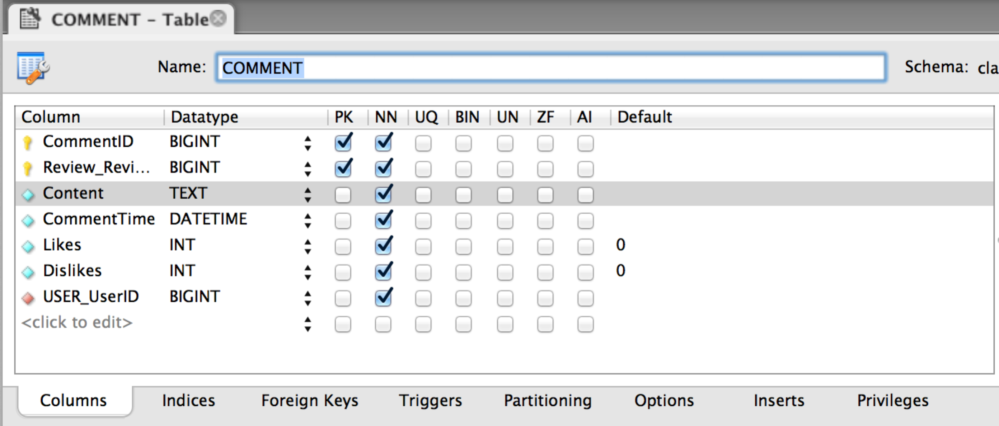 COMMENT - Table
Name: COMMENT Schema: cla
Column Datatype PK NN UQ BIN UN ZF AI Default
CommentID BIGINT
Review_Revi... BIGINT
Content TEXT
CommentTime DATETIME
Likes INT 0
Dislikes INT 0
USER_UserID BIGINT
<click to edit>
Columns Indices Foreign Keys Triggers Partitioning Options Inserts Privileges